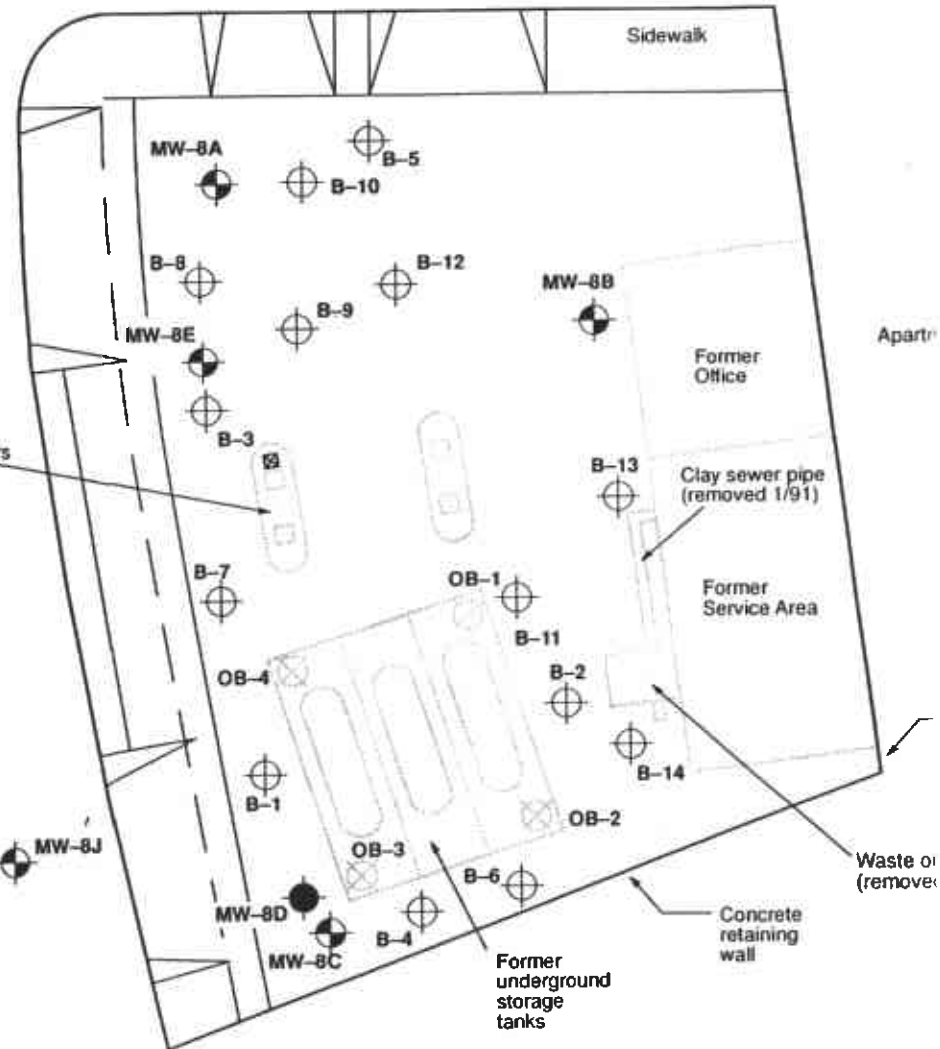 Sidewalk
MW-8A
B-5
B-10
B-8
B-12
MW-8B
B-9
MW-8E
Former
Office
B-3
B-13
Clay sewer pipe
(removed 1/91)
B-7
OB-1
Former
Service Area
B-11
OB-4
B-2
B-14
B-1
OB-2
MW-8J
OB-3
B-6
Waste
MW-8D
B-4
MW-8C
Concrete
retaining
wall
Former
underground
storage
tanks